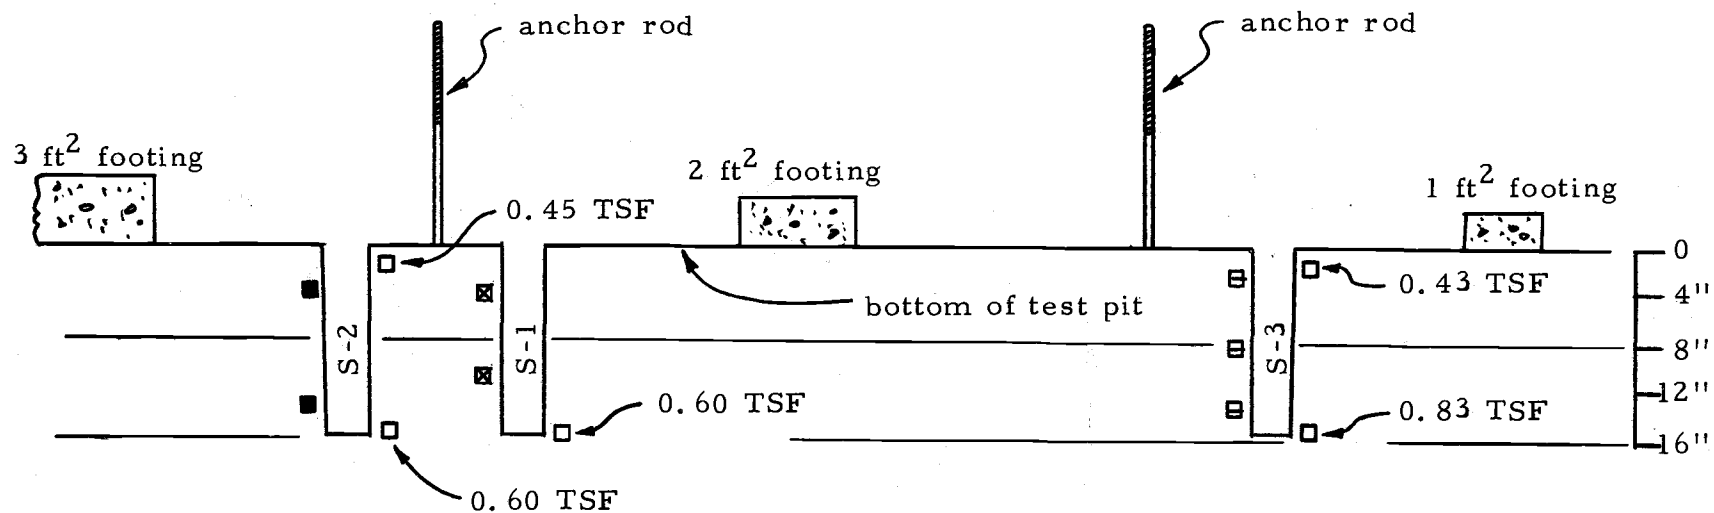 anchor rod
anchor rod
3 ft² footing
2 ft² footing
1 ft² footing
0.45 TSF
0
0.43 TSF
4"
bottom of test pit
S-2
S-1
S-3
8"
12"
0.60 TSF
0.83 TSF
16"
0.60 TSF